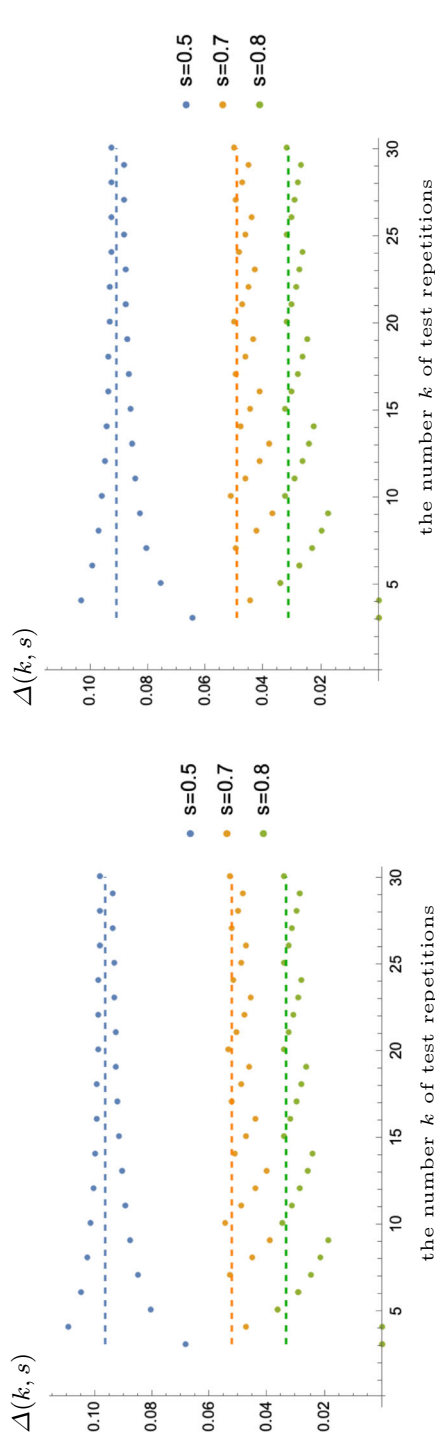 Δ(k, s)
0.10
0.08
0.06
0.04
0.02
5
10
15
20
25
30
s=0.5
s=0.7
s=0.8
the number k of test repetitions
Δ(k, s)
0.10
0.08
0.06
0.04
0.02
5
10
15
20
25
30
s=0.5
s=0.7
s=0.8
the number k of test repetitions